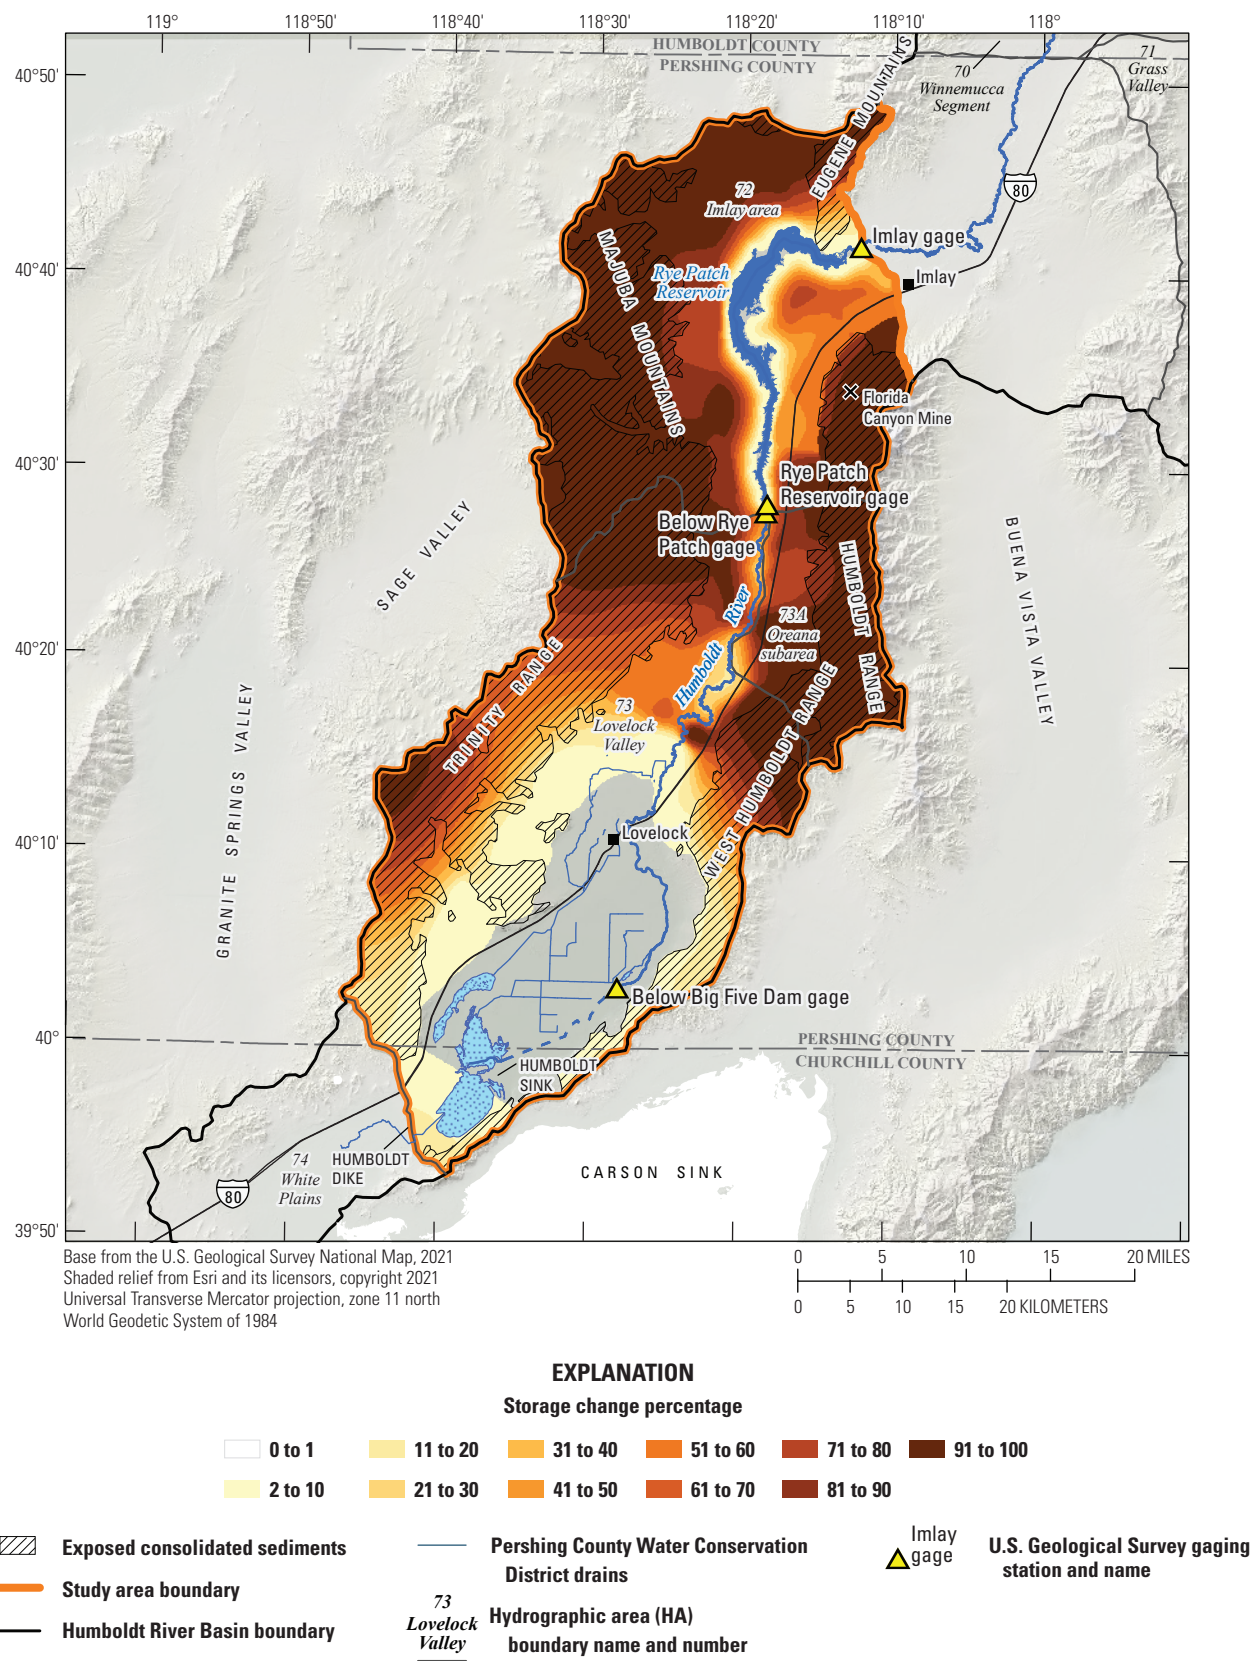 119°
118°50'
118°40'
118°30'
118°20'
118°10'
118°
40°50'
40°40'
40°30'
40°20'
40°10'
40°
39°50'
HUMBOLDT COUNTY
PERSHING COUNTY
70
Winnemucca
Segment
71
Grass
Valley
EUGENE MOUNTAINS
80
72
Imlay area
Imlay gage
Imlay
Rye Patch
Reservoir
MAJUBA MOUNTAINS
Florida
Canyon Mine
Rye Patch
Reservoir gage
Below Rye
Patch gage
SAGE VALLEY
BUENA VISTA VALLEY
HUMBOLDT RANGE
Humboldt River
73A
Oreana
subarea
TRINITY RANGE
73
Lovelock
Valley
WEST HUMBOLDT RANGE
GRANITE SPRINGS VALLEY
Lovelock
Below Big Five Dam gage
PERSHING COUNTY
CHURCHILL COUNTY
HUMBOLDT
SINK
HUMBOLDT
DIKE
74
White
Plains
80
CARSON SINK
Base from the U.S. Geological Survey National Map, 2021
Shaded relief from Esri and its licensors, copyright 2021
Universal Transverse Mercator projection, zone 11 north
World Geodetic System of 1984
0 5 10 15 20 MILES
0 5 10 15 20 KILOMETERS
EXPLANATION
Storage change percentage
0 to 1
11 to 20
31 to 40
51 to 60
71 to 80
91 to 100
2 to 10
21 to 30
41 to 50
61 to 70
81 to 90
Exposed consolidated sediments
Study area boundary
Humboldt River Basin boundary
Pershing County Water Conservation
District drains
73
Lovelock
Valley
Hydrographic area (HA)
boundary name and number
Imlay
gage
U.S. Geological Survey gaging
station and name